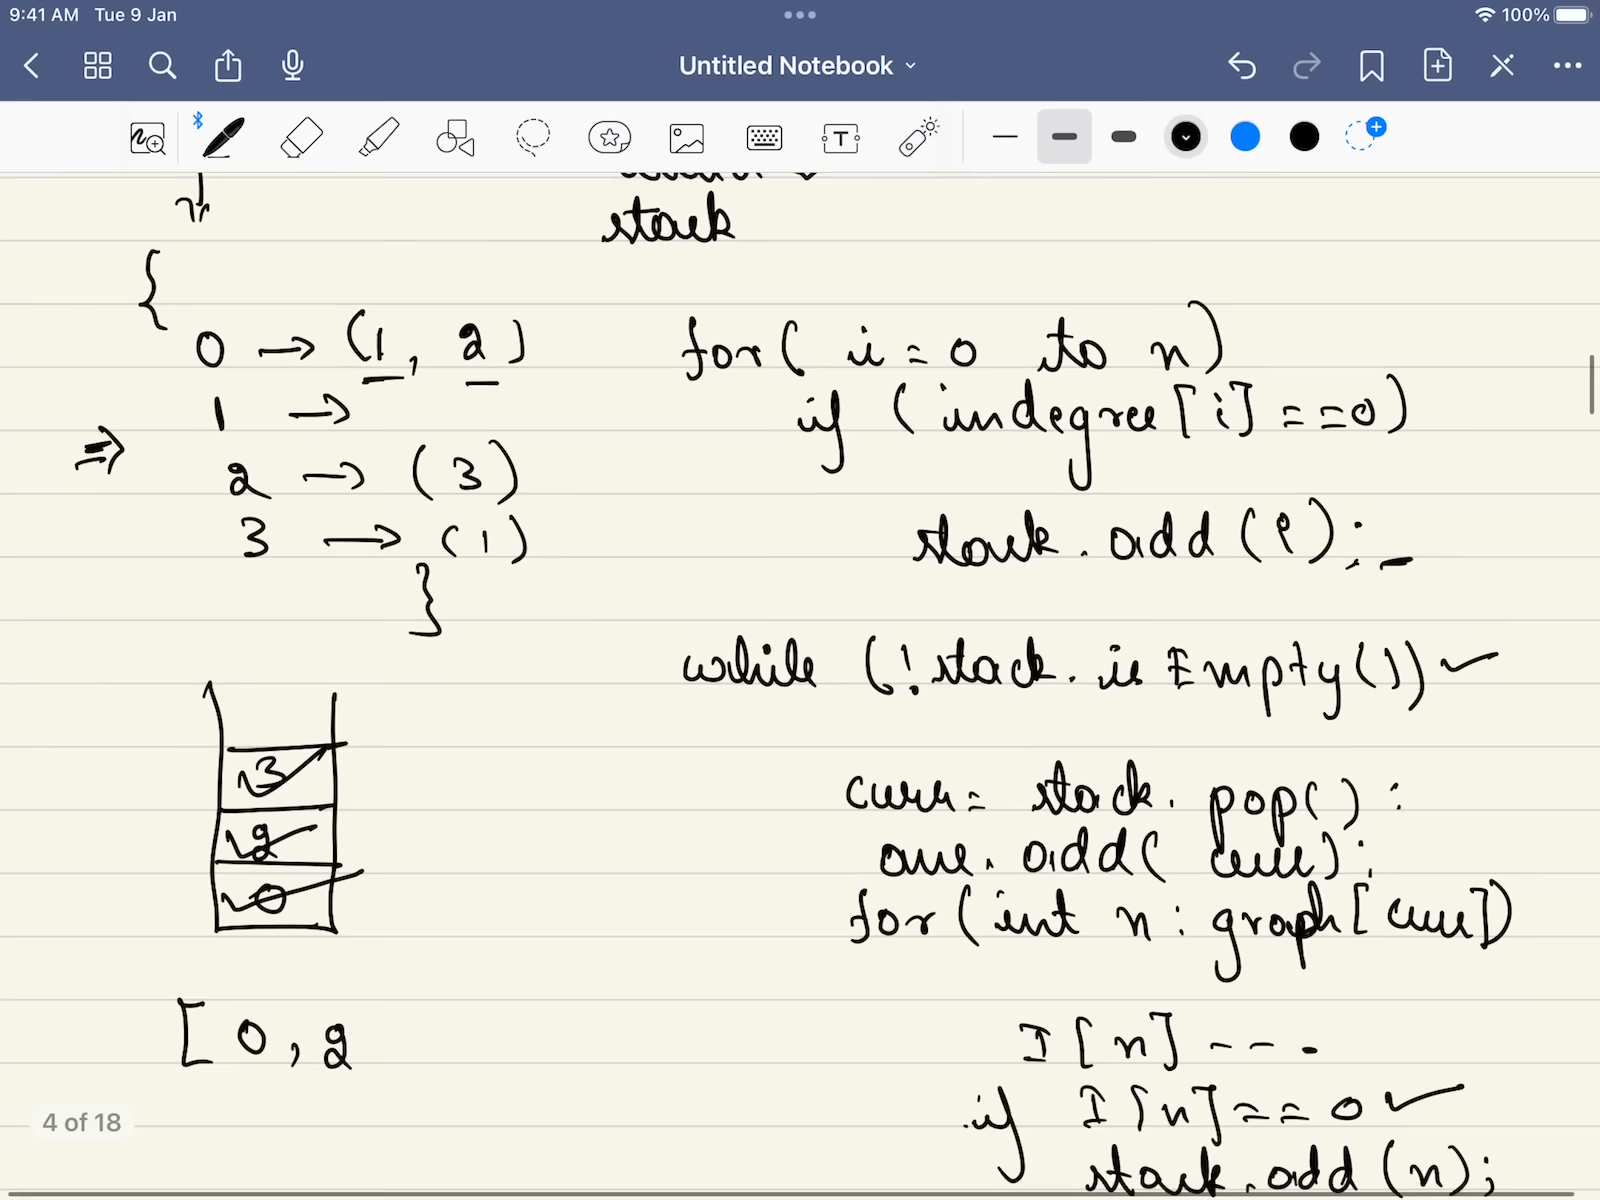 9:41 AM Tue 9 Jan
100%
Untitled Notebook
T
stack
{
0 → (1, 2)
1 →
⇒
2 → (3)
3 → (1)
}
for( i = 0 to n)
if (indegree[i] == 0)
stack.add(i);
while (!stack.isEmpty())
curr = stack.pop();
ans.add(curr);
for(int n : graph[curr])
I[n] --
if I[n] == 0
stack.add(n);
3
2
0
[ 0, 2
4 of 18